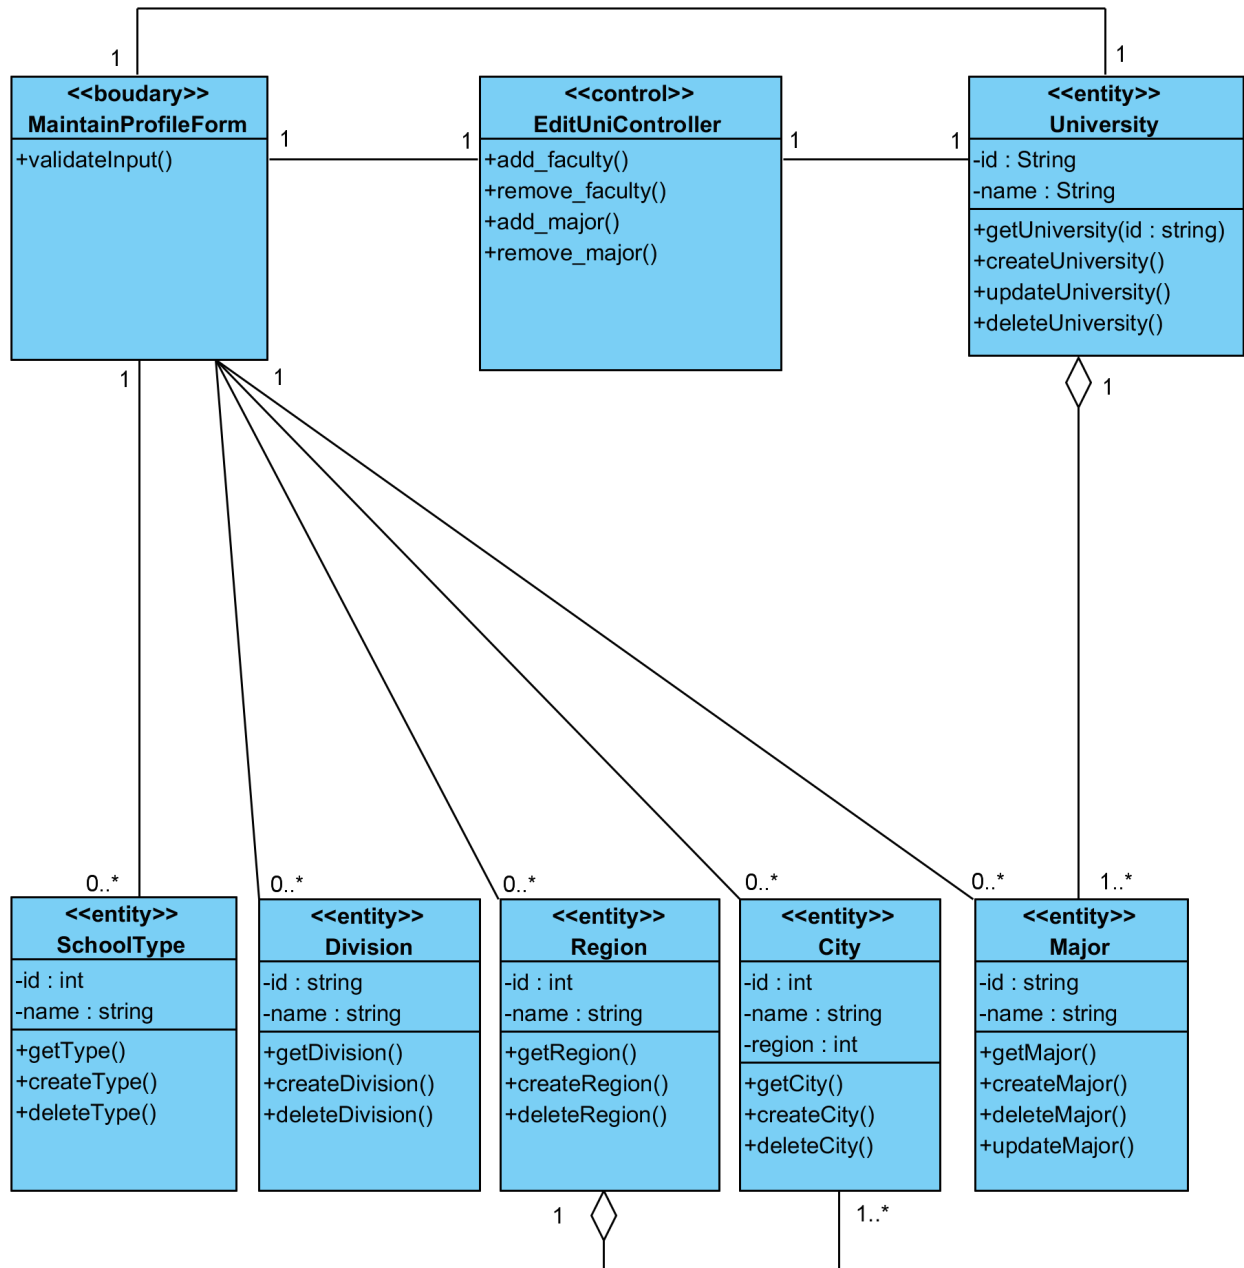 1
1
<<boudary>>
MaintainProfileForm
+validateInput()
1
1
<<control>>
EditUniController
+add_faculty()
+remove_faculty()
+add_major()
+remove_major()
1
1
<<entity>>
University
-id : String
-name : String
+getUniversity(id : string)
+createUniversity()
+updateUniversity()
+deleteUniversity()
1
1
1
0..*
0..*
0..*
0..*
0..*
1..*
<<entity>>
SchoolType
-id : int
-name : string
+getType()
+createType()
+deleteType()
<<entity>>
Division
-id : string
-name : string
+getDivision()
+createDivision()
+deleteDivision()
<<entity>>
Region
-id : int
-name : string
+getRegion()
+createRegion()
+deleteRegion()
<<entity>>
City
-id : int
-name : string
-region : int
+getCity()
+createCity()
+deleteCity()
<<entity>>
Major
-id : string
-name : string
+getMajor()
+createMajor()
+deleteMajor()
+updateMajor()
1
1..*